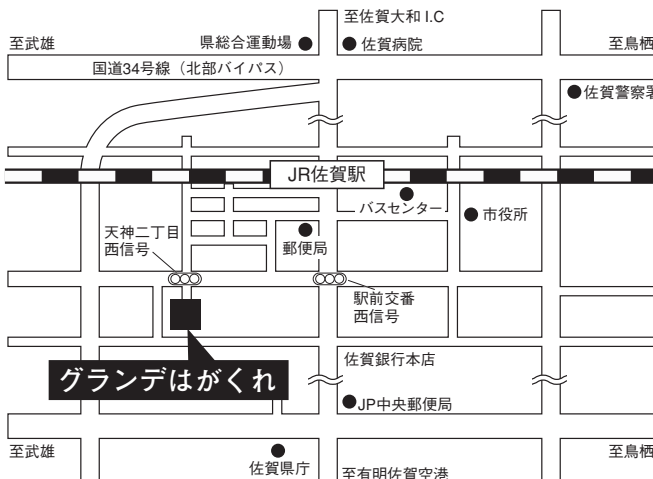 至佐賀大和 I.C
至武雄
県総合運動場
佐賀病院
至鳥栖
国道34号線（北部バイパス）
佐賀警察署
JR佐賀駅
バスセンター
市役所
天神二丁目
西信号
郵便局
駅前交番
西信号
グランデはがくれ
佐賀銀行本店
JP中央郵便局
至武雄
佐賀県庁
至有明佐賀空港
至鳥栖